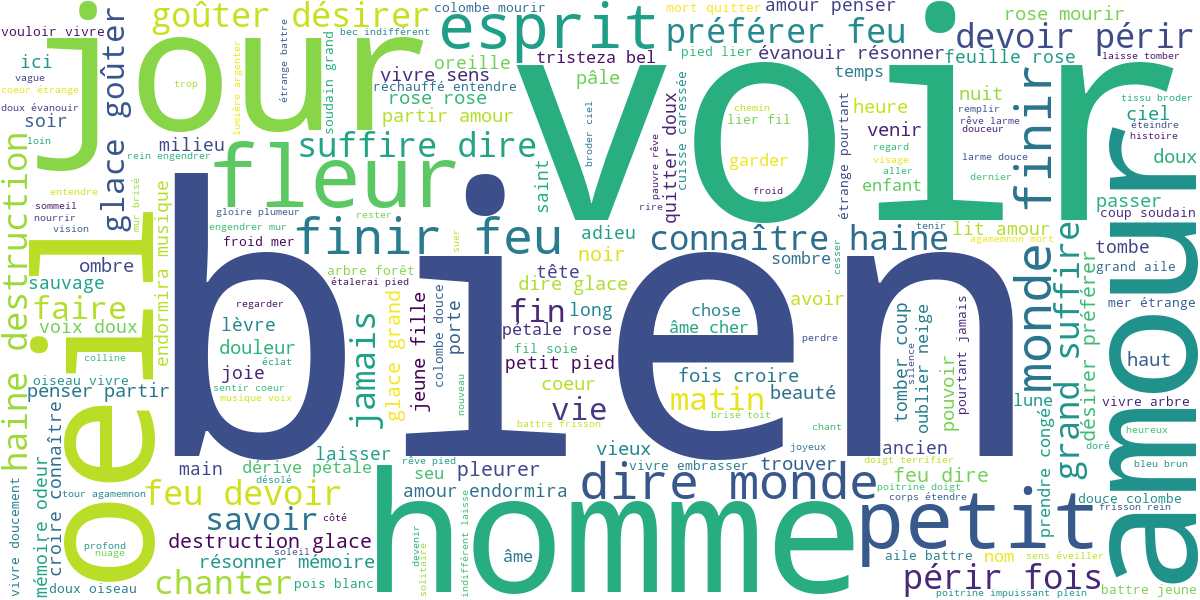 vouloir vivre
goûter désirer
colombe mourir
esprit
mort quitter
amour penser
rose mourir
jour
bec indifférent
préférer feu
devoir périr
ici
vague
coeur étrange
doux évanouir
soir
loin
glace goûter
trop
lumière argenter
étrange battre
soudain grand
vivre sens
oreille
réchauffé entendre
rose rose
partir amour
tristeza bel
pied lier
évanouir résonner
feuille rose
laisse tomber
pâle
temps
voir
finir
tissu broder
ciel
éteindre
histoire
doux
milieu
rein engendrer
suffire dire
fleur
broder ciel
chemin
lier fil
garder
froid
pauvre rêve
rire
cuisse caressée
quitter doux
heure
venir
étrange pourtant
nuit
remplir
rêve larme
douceur
regard
visage
aller
enfant
larme douce
dernier
saint
entendre
sommeil
nourrir
vision
mur brisé
haine destruction
endormira musique
gloire plumeur
engendrer mur
froid mer
rester
finir feu
suer
adieu
noir
connaître haine
sombre
cesser
tenir
lit amour
agamemnon mort
passer
coup soudain
tombe
grand aile
mer étrange
ombre
sauvage
faire
voix doux
oeil
bien
arbre forêt
étalerai pied
tête
dire glace
regarder
lèvre
douleur
éclat
joie
sentir coeur
musique voix
jamais
glace grand
jeune fille
colombe douce
porte
fin
long
pétale rose
fil soie
petit pied
nouveau
coeur
vie
battre frisson
chose
âme cher
avoir
perdre
fois croire
matin
beauté
brisé toit
chant
joyeux
tomber coup
silence
oublier neige
pouvoir
pourtant jamais
monde
grand suffire
désirer préférer
amour
haut
colline
oiseau vivre
penser partir
lune
vivre arbre
heureux
doré
bleu brun
ancien
prendre congé
main
laisser
dérive pétale
désolé
rêve pied
seu
pleurer
vieux
vivre embrasser
trouver
doigt terrifier
feu dire
poitrine doigt
corps étendre
vivre doucement
mémoire odeur
croire connaître
tour agamemnon
feu devoir
amour
endormira
dire monde
petit
douce colombe
frisson rein
savoir
côté
destruction glace
profond
nuage
soleil
résonner mémoire
chanter
pois blanc
doux oiseau
devenir
solitaire
indifférent laisse
homme
âme
aile battre
nom
sens éveiller
périr fois
poitrine impuissant plein
battre jeune